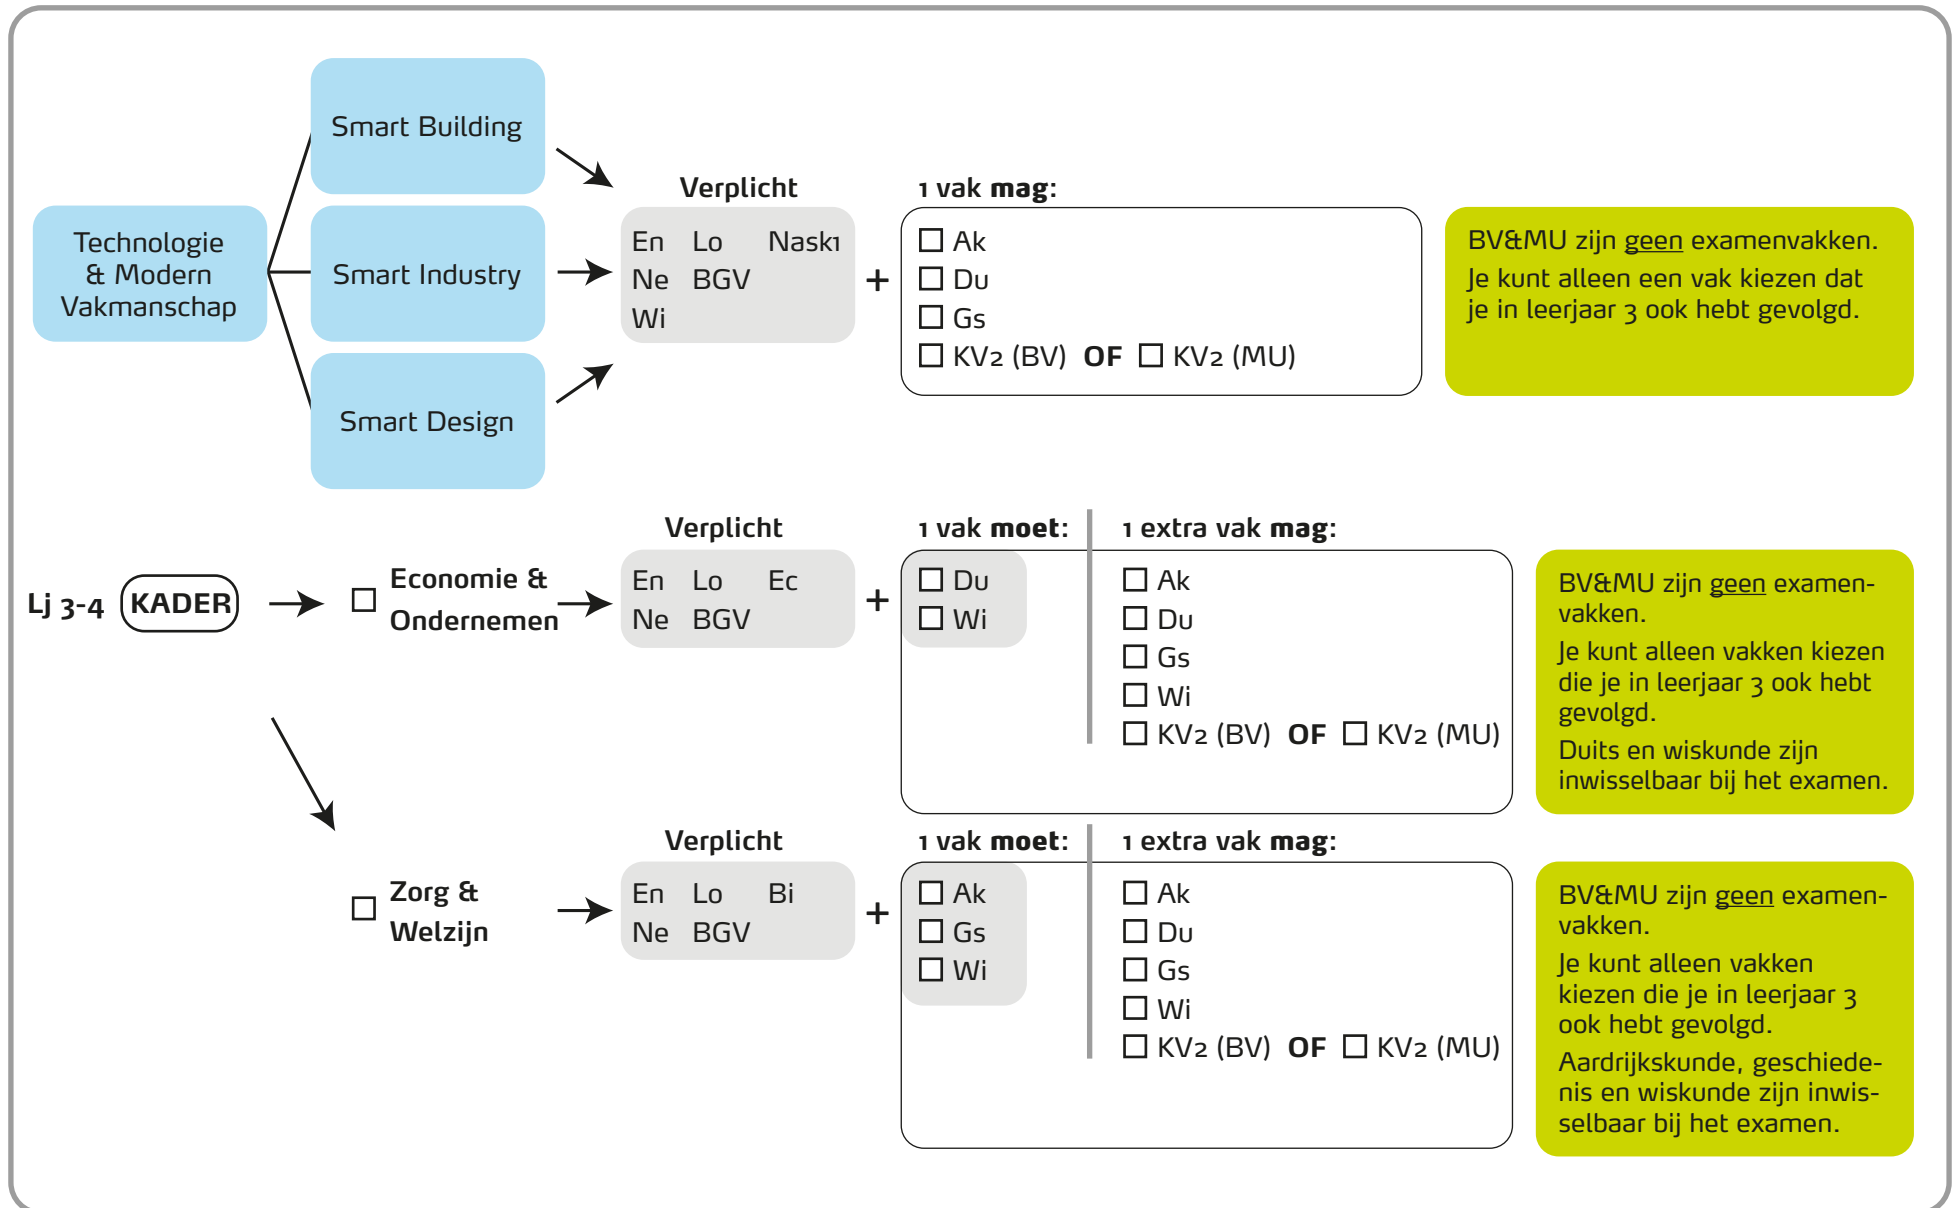 Technologie
& Modern
Vakmanschap
Smart Building
Smart Industry
Smart Design
Verplicht
En Lo Nask1
Ne BGV
Wi
+
1 vak mag:
Ak
Du
Gs
KV2 (BV) OF KV2 (MU)
BV&MU zijn geen examenvakken.
Je kunt alleen een vak kiezen dat
je in leerjaar 3 ook hebt gevolgd.
Lj 3-4 KADER
Economie &
Ondernemen
Verplicht
En Lo Ec
Ne BGV
+
1 vak moet:
Du
Wi
1 extra vak mag:
Ak
Du
Gs
Wi
KV2 (BV) OF KV2 (MU)
BV&MU zijn geen examen-
vakken.
Je kunt alleen vakken kiezen
die je in leerjaar 3 ook hebt
gevolgd.
Duits en wiskunde zijn
inwisselbaar bij het examen.
Zorg &
Welzijn
Verplicht
En Lo Bi
Ne BGV
+
1 vak moet:
Ak
Gs
Wi
1 extra vak mag:
Ak
Du
Gs
Wi
KV2 (BV) OF KV2 (MU)
BV&MU zijn geen examen-
vakken.
Je kunt alleen vakken
kiezen die je in leerjaar 3
ook hebt gevolgd.
Aardrijkskunde, geschiede-
nis en wiskunde zijn inwis-
selbaar bij het examen.